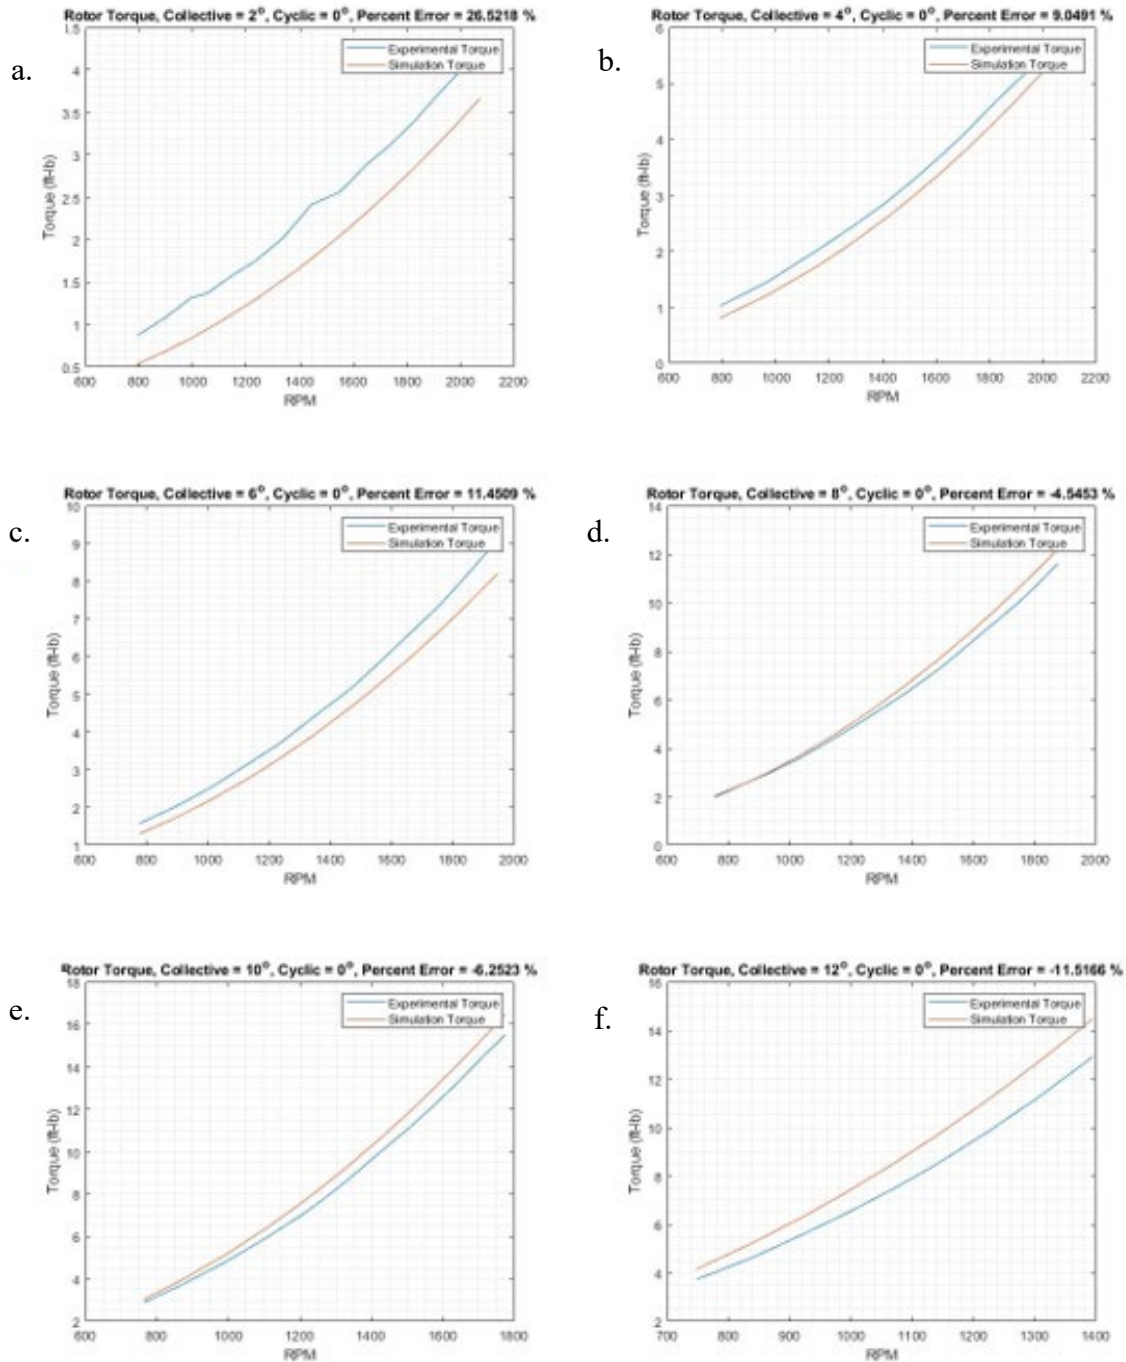 a.
Rotor Torque, Collective = 2°, Cyclic = 0°, Percent Error = 26.5218 %
Experimental Torque
Simulation Torque
Torque (ft-lb)
4.5
4
3.5
3
2.5
2
1.5
1
0.5
600 800 1000 1200 1400 1600 1800 2000 2200
RPM
b.
Rotor Torque, Collective = 4°, Cyclic = 0°, Percent Error = 9.0491 %
Experimental Torque
Simulation Torque
Torque (ft-lb)
6
5
4
3
2
1
0
600 800 1000 1200 1400 1600 1800 2000 2200
RPM
c.
Rotor Torque, Collective = 6°, Cyclic = 0°, Percent Error = 11.4509 %
Experimental Torque
Simulation Torque
Torque (ft-lb)
10
9
8
7
6
5
4
3
2
1
600 800 1000 1200 1400 1600 1800 2000
RPM
d.
Rotor Torque, Collective = 8°, Cyclic = 0°, Percent Error = -4.5453 %
Experimental Torque
Simulation Torque
Torque (ft-lb)
14
12
10
8
6
4
2
0
600 800 1000 1200 1400 1600 1800 2000
RPM
e.
Rotor Torque, Collective = 10°, Cyclic = 0°, Percent Error = -6.2523 %
Experimental Torque
Simulation Torque
Torque (ft-lb)
18
16
14
12
10
8
6
4
2
600 800 1000 1200 1400 1600 1800
RPM
f.
Rotor Torque, Collective = 12°, Cyclic = 0°, Percent Error = -11.5166 %
Experimental Torque
Simulation Torque
Torque (ft-lb)
16
14
12
10
8
6
4
2
700 800 900 1000 1100 1200 1300 1400
RPM